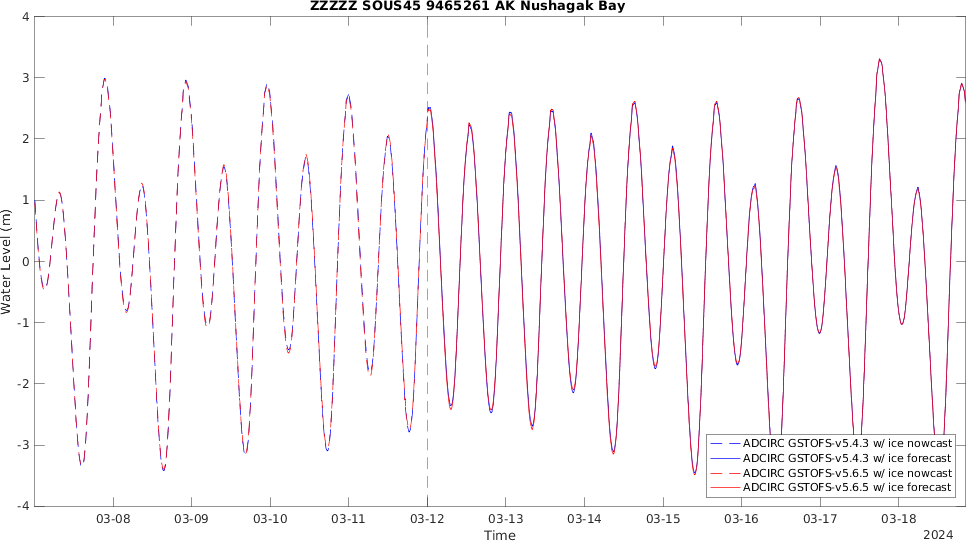 ZZZZZ SOUS45 9465261 AK Nushagak Bay
4
3
2
1
0
-1
-2
-3
-4
Water Level (m)
ADCIRC GSTOFS-v5.4.3 w/ ice nowcast
ADCIRC GSTOFS-v5.4.3 w/ ice forecast
ADCIRC GSTOFS-v5.6.5 w/ ice nowcast
ADCIRC GSTOFS-v5.6.5 w/ ice forecast
03-08 03-09 03-10 03-11 03-12 03-13 03-14 03-15 03-16 03-17 03-18
Time
2024